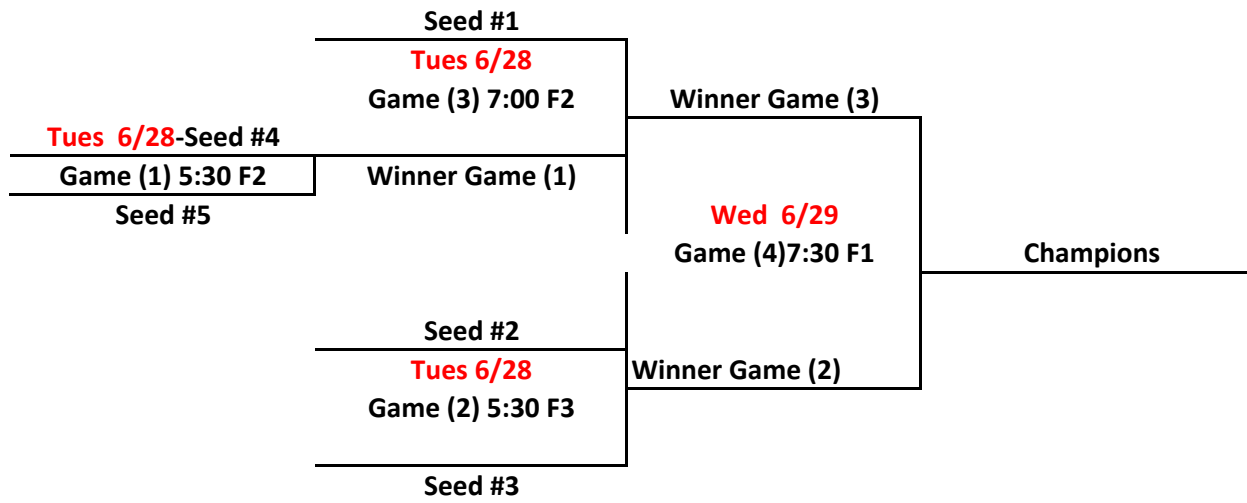 Seed #1
Tues 6/28
Game (3) 7:00 F2
Winner Game (3)
Tues  6/28-Seed #4
Game (1) 5:30 F2
Winner Game (1)
Seed #5
Wed  6/29
Game (4)7:30 F1
Champions
Seed #2
Tues 6/28
Winner Game (2)
Game (2) 5:30 F3
Seed #3